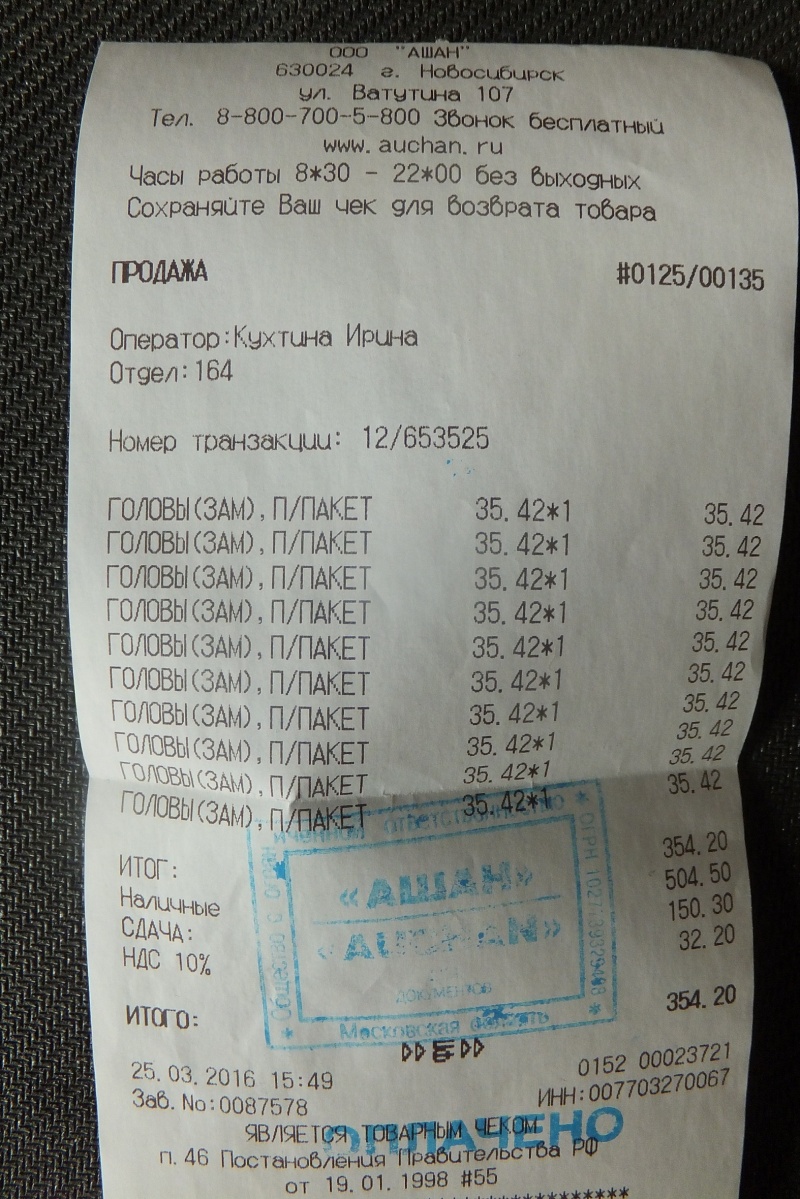 ООО "АШАН"
630024 г. Новосибирск
ул. Ватутина 107
Тел. 8-800-700-5-800 Звонок бесплатный
www.auchan.ru
Часы работы 8*30 - 22*00 без выходных
Сохраняйте Ваш чек для возврата товара
ПРОДАЖА #0125/00135
Оператор:Кухтина Ирина
Отдел:164
Номер транзакции: 12/653525
ГОЛОВЫ(ЗАМ),П/ПАКЕТ 35.42*1 35.42
ГОЛОВЫ(ЗАМ),П/ПАКЕТ 35.42*1 35.42
ГОЛОВЫ(ЗАМ),П/ПАКЕТ 35.42*1 35.42
ГОЛОВЫ(ЗАМ),П/ПАКЕТ 35.42*1 35.42
ГОЛОВЫ(ЗАМ),П/ПАКЕТ 35.42*1 35.42
ГОЛОВЫ(ЗАМ),П/ПАКЕТ 35.42*1 35.42
ГОЛОВЫ(ЗАМ),П/ПАКЕТ 35.42*1 35.42
ГОЛОВЫ(ЗАМ),П/ПАКЕТ 35.42*1 35.42
ГОЛОВЫ(ЗАМ),П/ПАКЕТ 35.42*1 35.42
ГОЛОВЫ(ЗАМ),П/ПАКЕТ 35.42*1 35.42
ИТОГ: 354.20
Наличные 504.50
СДАЧА: 150.30
НДС 10% 32.20
ИТОГО: 354.20
«АШАН»
«AUCHAN»
ДОКУМЕНТОВ
Московская область
25.03.2016 15:49 0152 00023721
Зав.No:0087578 ИНН:007703270067
ОПЛАЧЕНО
ЯВЛЯЕТСЯ ТОВАРНЫМ ЧЕКОМ
п. 46 Постановления Правительства РФ
от 19.01.1998 #55